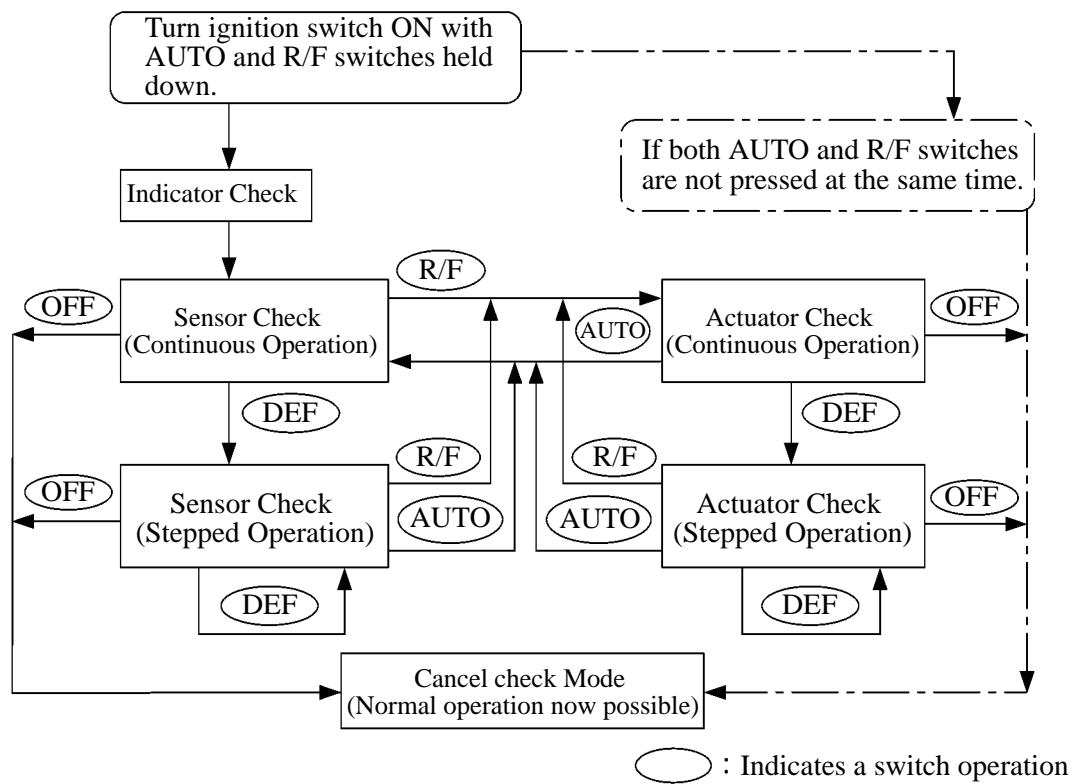 Turn ignition switch ON with
AUTO and R/F switches held
down.
If both AUTO and R/F switches
are not pressed at the same time.
Indicator Check
R/F
OFF
Sensor Check
(Continuous Operation)
AUTO
Actuator Check
(Continuous Operation)
OFF
DEF
DEF
R/F
R/F
OFF
Sensor Check
(Stepped Operation)
AUTO
AUTO
Actuator Check
(Stepped Operation)
OFF
DEF
DEF
Cancel check Mode
(Normal operation now possible)
: Indicates a switch operation